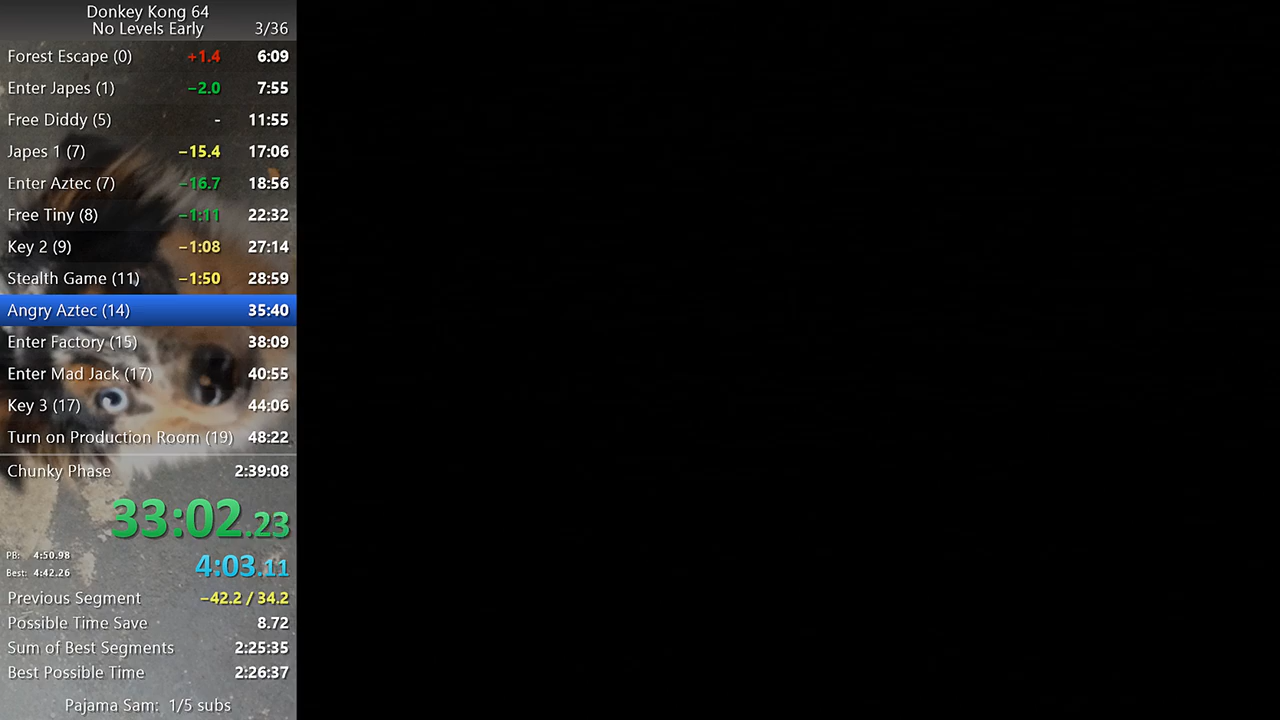 Donkey Kong 64
No Levels Early 3/36
Forest Escape (0) +1.4 6:09
Enter Japes (1) −2.0 7:55
Free Diddy (5) - 11:55
Japes 1 (7) −15.4 17:06
Enter Aztec (7) −16.7 18:56
Free Tiny (8) −1:11 22:32
Key 2 (9) −1:08 27:14
Stealth Game (11) −1:50 28:59
Angry Aztec (14) 35:40
Enter Factory (15) 38:09
Enter Mad Jack (17) 40:55
Key 3 (17) 44:06
Turn on Production Room (19) 48:22
Chunky Phase 2:39:08
33:02.23
PB: 4:50.98
Best: 4:42.26 4:03.11
Previous Segment −42.2 / 34.2
Possible Time Save 8.72
Sum of Best Segments 2:25:35
Best Possible Time 2:26:37
Pajama Sam: 1/5 subs